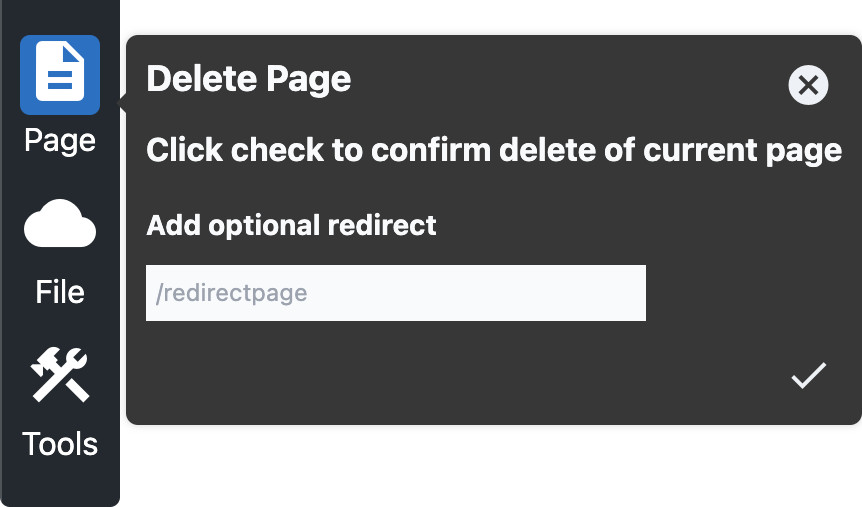 Page
File
Tools
Delete Page
Click check to confirm delete of current page
Add optional redirect
/redirectpage